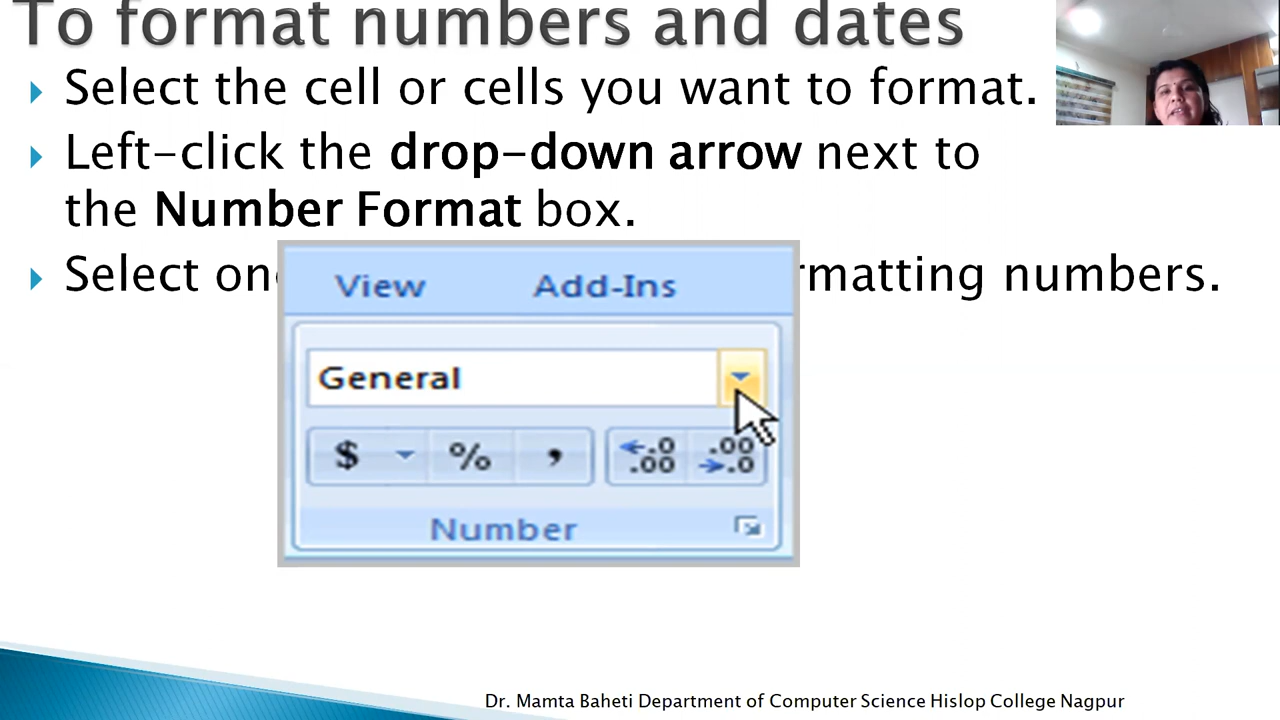 To format numbers and dates
Select the cell or cells you want to format.
Left-click the drop-down arrow next to
the Number Format box.
Select on rmatting numbers.
View Add-Ins
General
$ % , .0 .00 .00 .0
Number
Dr. Mamta Baheti Department of Computer Science Hislop College Nagpur